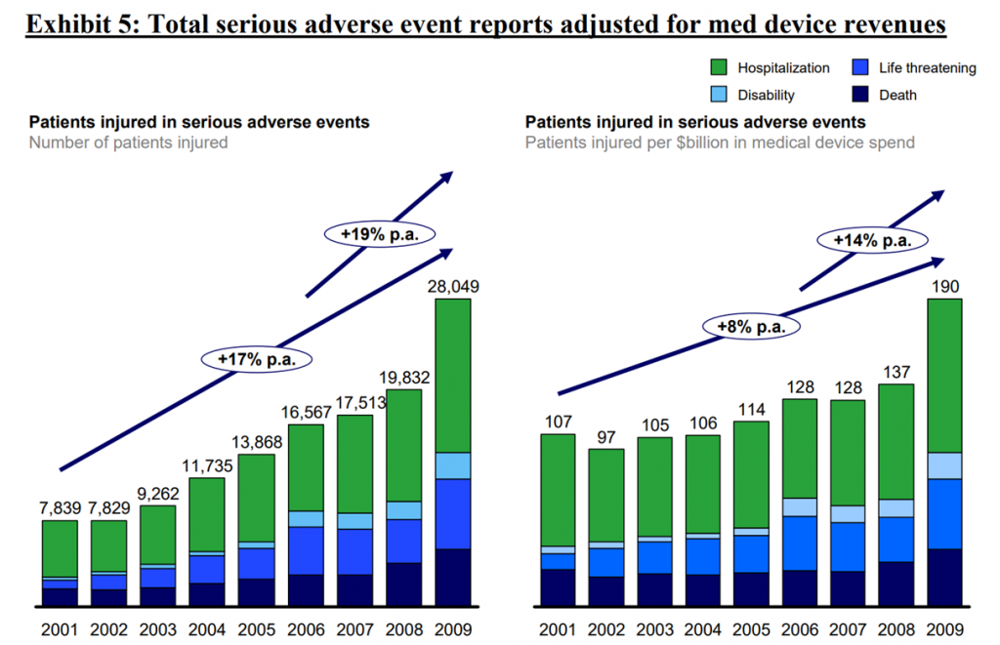 Exhibit 5: Total serious adverse event reports adjusted for med device revenues
Hospitalization
Life threatening
Disability
Death
Patients injured in serious adverse events
Number of patients injured
+19% p.a.
+17% p.a.
7,839
7,829
9,262
11,735
13,868
16,567
17,513
19,832
28,049
2001 2002 2003 2004 2005 2006 2007 2008 2009
Patients injured in serious adverse events
Patients injured per $billion in medical device spend
+14% p.a.
+8% p.a.
107
97
105
106
114
128
128
137
190
2001 2002 2003 2004 2005 2006 2007 2008 2009